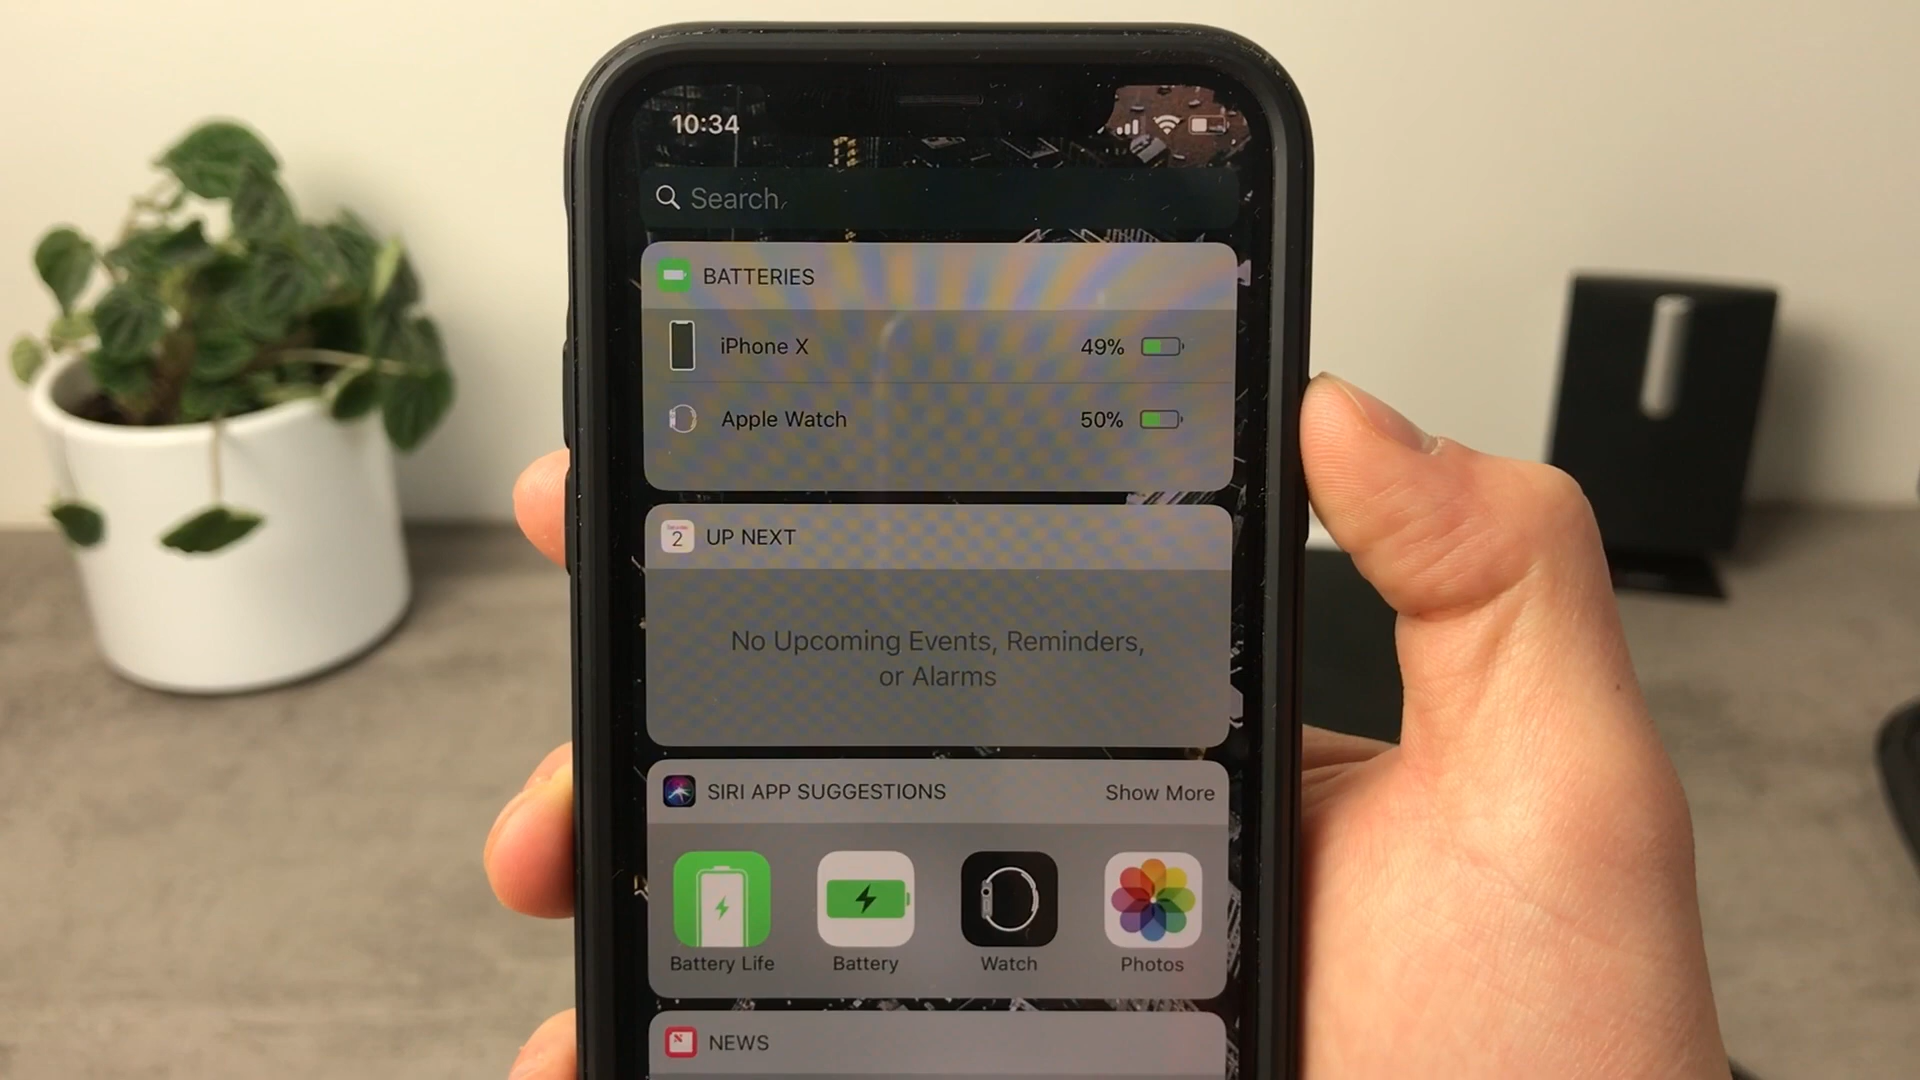 10:34
Search
BATTERIES
iPhone X 49%
Apple Watch 50%
2 UP NEXT
No Upcoming Events, Reminders,
or Alarms
SIRI APP SUGGESTIONS Show More
Battery Life Battery Watch Photos
NEWS